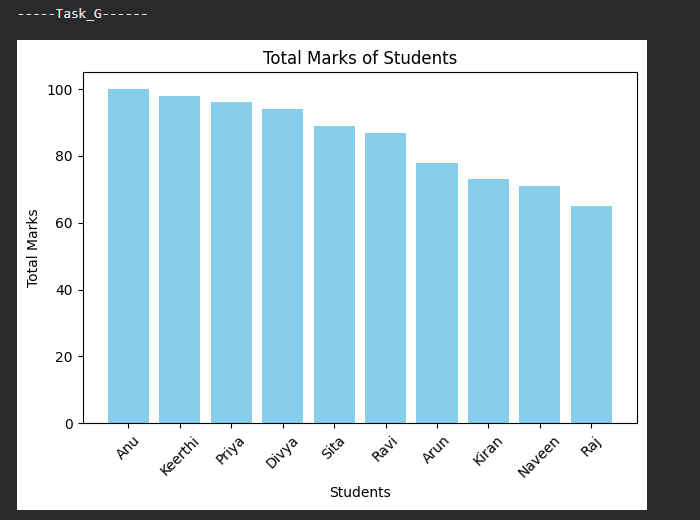 -----Task_G------
Total Marks of Students
100
80
60
40
20
0
Total Marks
Anu Keerthi Priya Divya Sita Ravi Arun Kiran Naveen Raj
Students